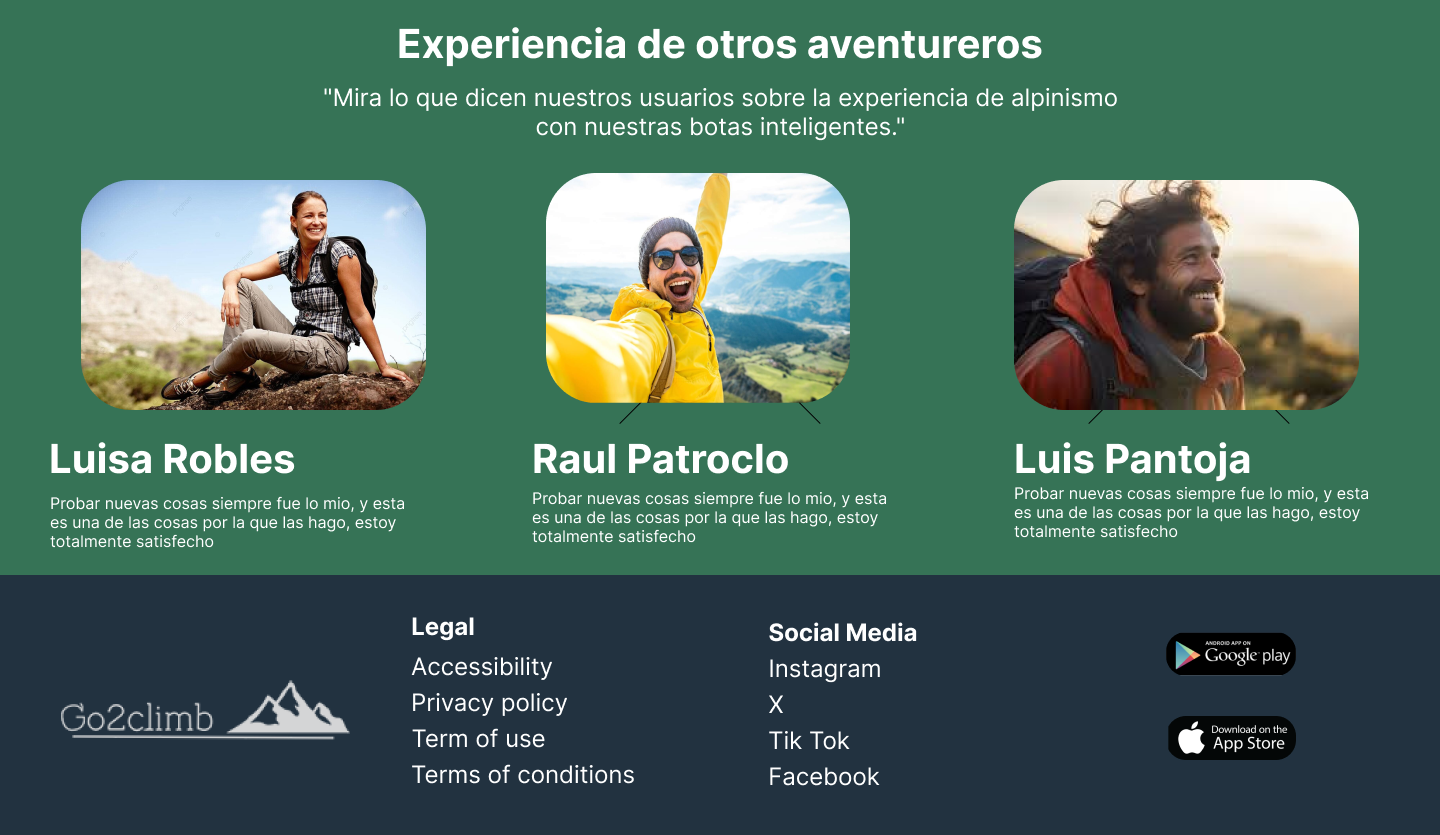 Experiencia de otros aventureros
"Mira lo que dicen nuestros usuarios sobre la experiencia de alpinismo
con nuestras botas inteligentes."
Luisa Robles
Probar nuevas cosas siempre fue lo mio, y esta
es una de las cosas por la que las hago, estoy
totalmente satisfecho
Raul Patroclo
Probar nuevas cosas siempre fue lo mio, y esta
es una de las cosas por la que las hago, estoy
totalmente satisfecho
Luis Pantoja
Probar nuevas cosas siempre fue lo mio, y esta
es una de las cosas por la que las hago, estoy
totalmente satisfecho
Go2climb
Legal
Accessibility
Privacy policy
Term of use
Terms of conditions
Social Media
Instagram
X
Tik Tok
Facebook
ANDROID APP ON
Google play
Download on the
App Store